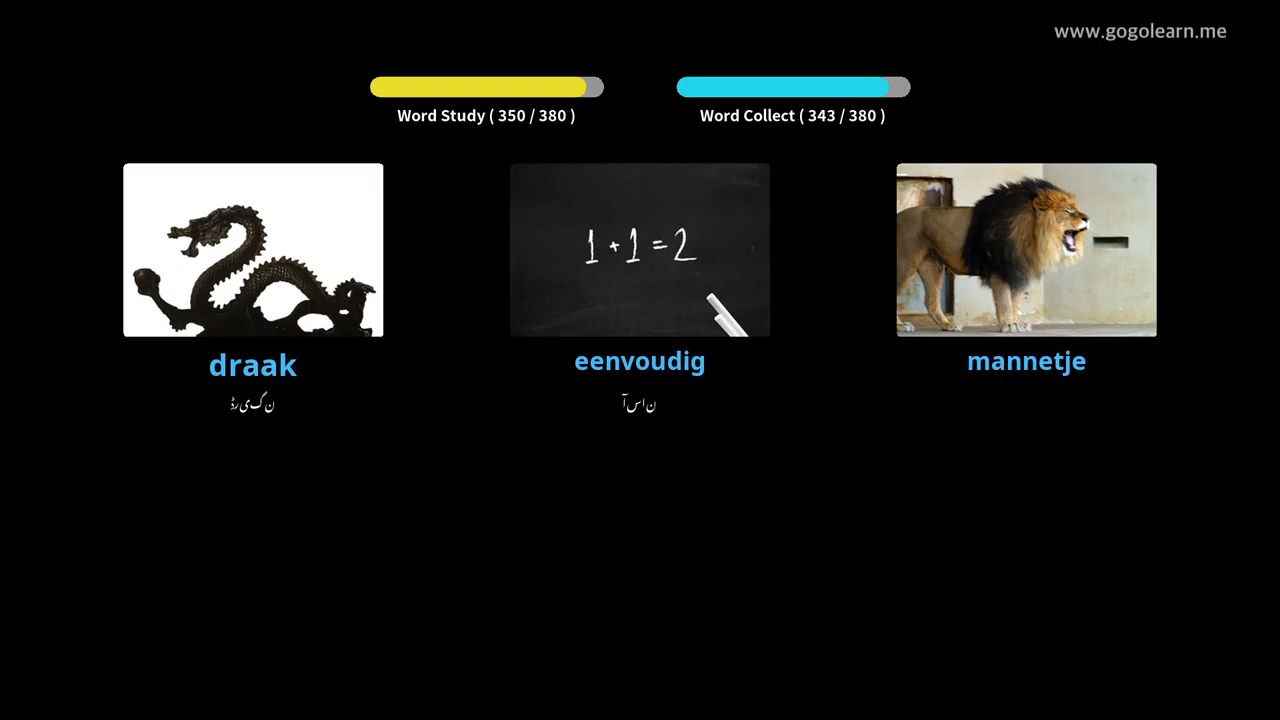 www.gogolearn.me
Word Study ( 350 / 380 )
Word Collect ( 343 / 380 )
draak
eenvoudig
mannetje
ڈریگن
آسان
1 + 1 = 2